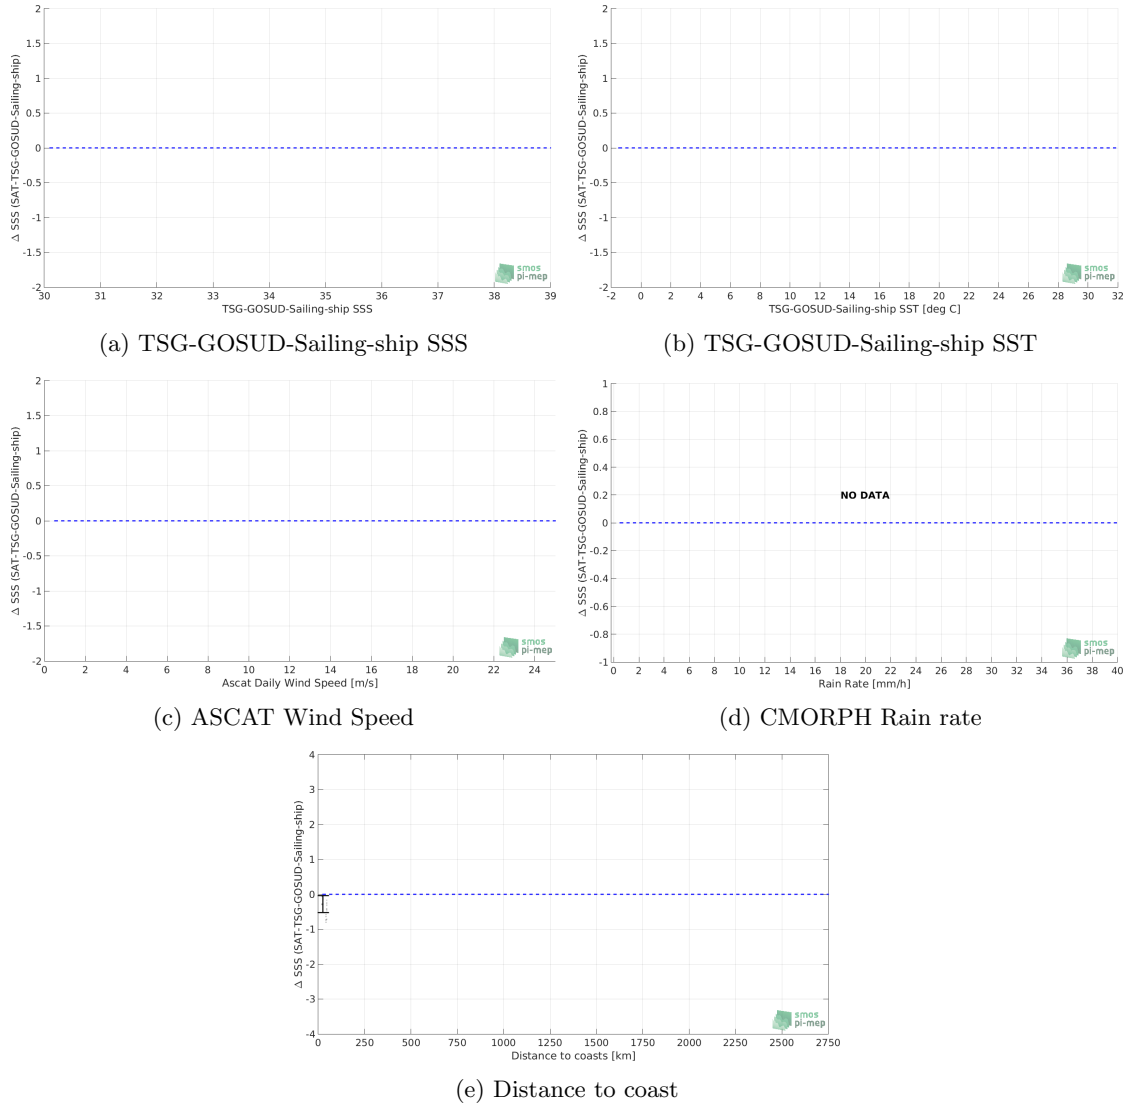 2
1.5
1
0.5
0
-0.5
-1
-1.5
-2
Δ SSS (SAT-TSG-GOSUD-Sailing-ship)
30 31 32 33 34 35 36 37 38 39
TSG-GOSUD-Sailing-ship SSS
smos
pi-mep
(a) TSG-GOSUD-Sailing-ship SSS
2
1.5
1
0.5
0
-0.5
-1
-1.5
-2
Δ SSS (SAT-TSG-GOSUD-Sailing-ship)
-2 0 2 4 6 8 10 12 14 16 18 20 22 24 26 28 30 32
TSG-GOSUD-Sailing-ship SST [deg C]
smos
pi-mep
(b) TSG-GOSUD-Sailing-ship SST
2
1.5
1
0.5
0
-0.5
-1
-1.5
-2
Δ SSS (SAT-TSG-GOSUD-Sailing-ship)
0 2 4 6 8 10 12 14 16 18 20 22 24
Ascat Daily Wind Speed [m/s]
smos
pi-mep
(c) ASCAT Wind Speed
1
0.8
0.6
0.4
0.2
0
-0.2
-0.4
-0.6
-0.8
-1
Δ SSS (SAT-TSG-GOSUD-Sailing-ship)
NO DATA
0 2 4 6 8 10 12 14 16 18 20 22 24 26 28 30 32 34 36 38 40
Rain Rate [mm/h]
smos
pi-mep
(d) CMORPH Rain rate
4
3
2
1
0
-1
-2
-3
-4
Δ SSS (SAT-TSG-GOSUD-Sailing-ship)
0 250 500 750 1000 1250 1500 1750 2000 2250 2500 2750
Distance to coasts [km]
smos
pi-mep
(e) Distance to coast